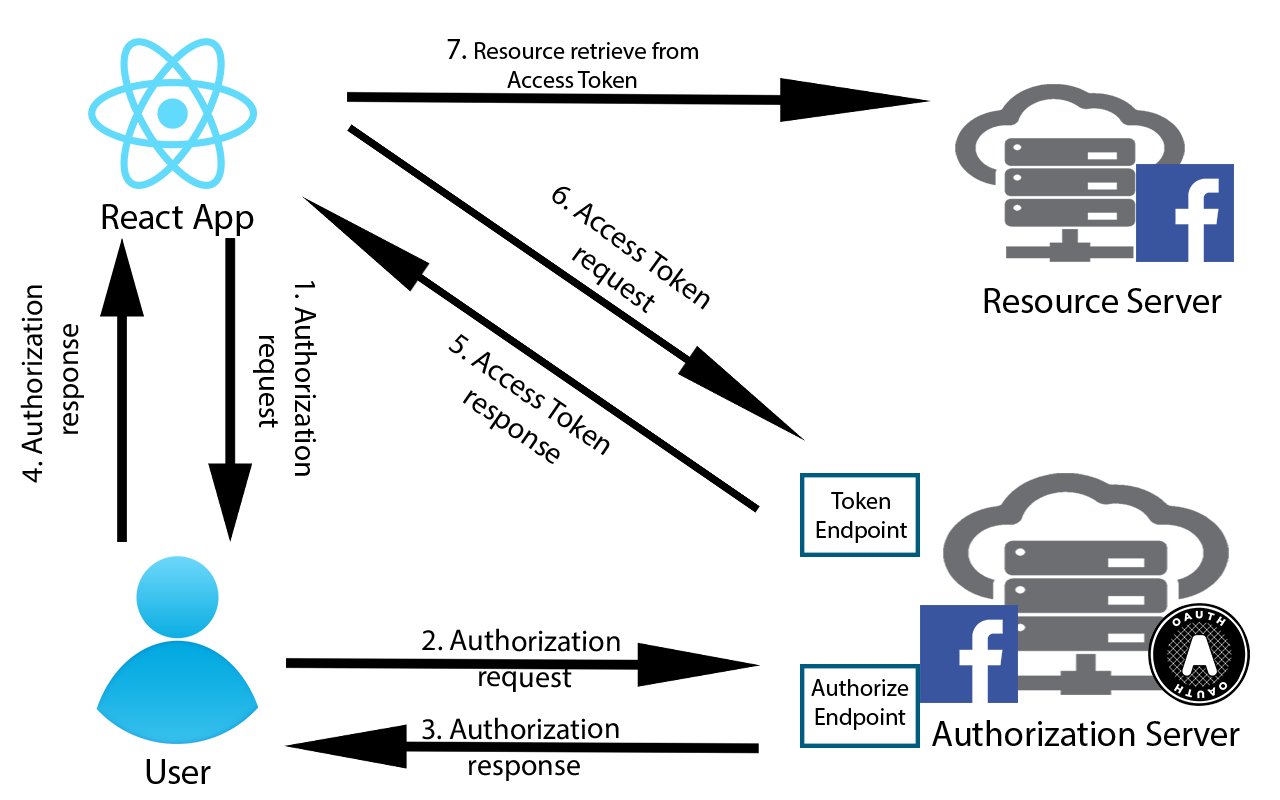 7. Resource retrieve from
Access Token
React App
Resource Server
6. Access Token
request
5. Access Token
response
1. Authorization
request
4. Authorization
response
Token
Endpoint
2. Authorization
request
Authorize
Endpoint
3. Authorization
response
OAUTH
A
OAUTH
f
f
Authorization Server
User